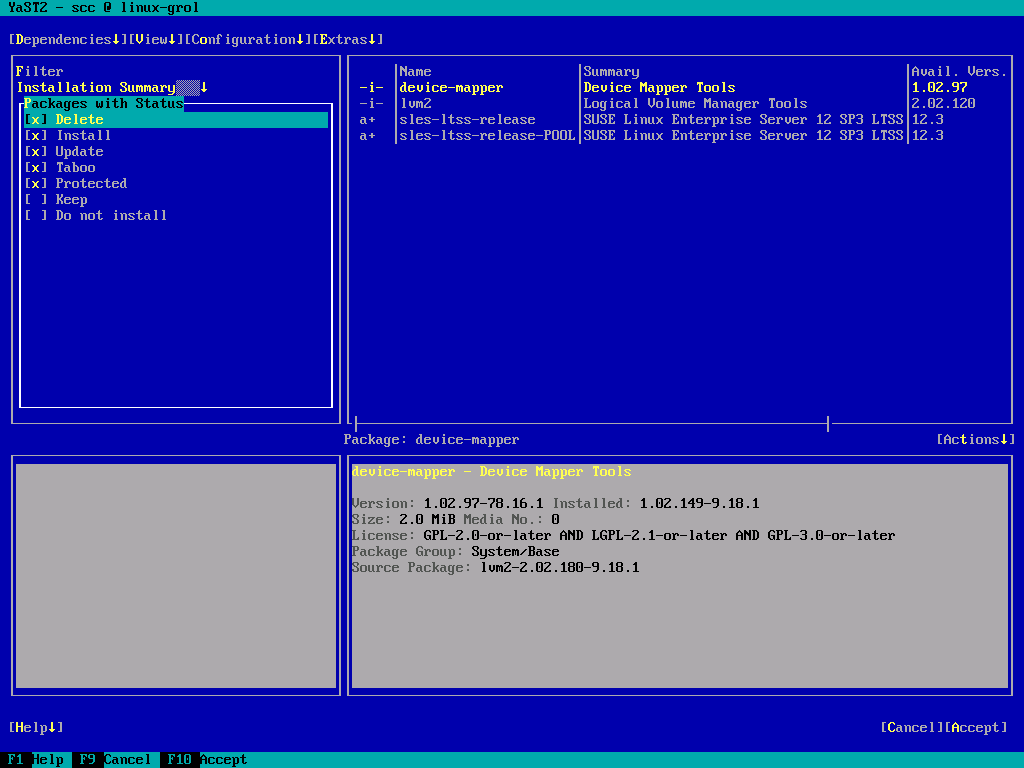 YaST2 - scc @ linux-grol
[Dependencies↓][View↓][Configuration↓][Extras↓]
Filter
Installation Summary↓
Packages with Status
[x] Delete
[x] Install
[x] Update
[x] Taboo
[x] Protected
[ ] Keep
[ ] Do not install
Name Summary Avail. Vers.
-i- device-mapper Device Mapper Tools 1.02.97
-i- lvm2 Logical Volume Manager Tools 2.02.120
a+ sles-ltss-release SUSE Linux Enterprise Server 12 SP3 LTSS 12.3
a+ sles-ltss-release-POOL SUSE Linux Enterprise Server 12 SP3 LTSS 12.3
Package: device-mapper [Actions↓]
device-mapper - Device Mapper Tools
Version: 1.02.97-78.16.1 Installed: 1.02.149-9.18.1
Size: 2.0 MiB Media No.: 0
License: GPL-2.0-or-later AND LGPL-2.1-or-later AND GPL-3.0-or-later
Package Group: System/Base
Source Package: lvm2-2.02.180-9.18.1
[Help↓] [Cancel][Accept]
F1 Help F9 Cancel F10 Accept